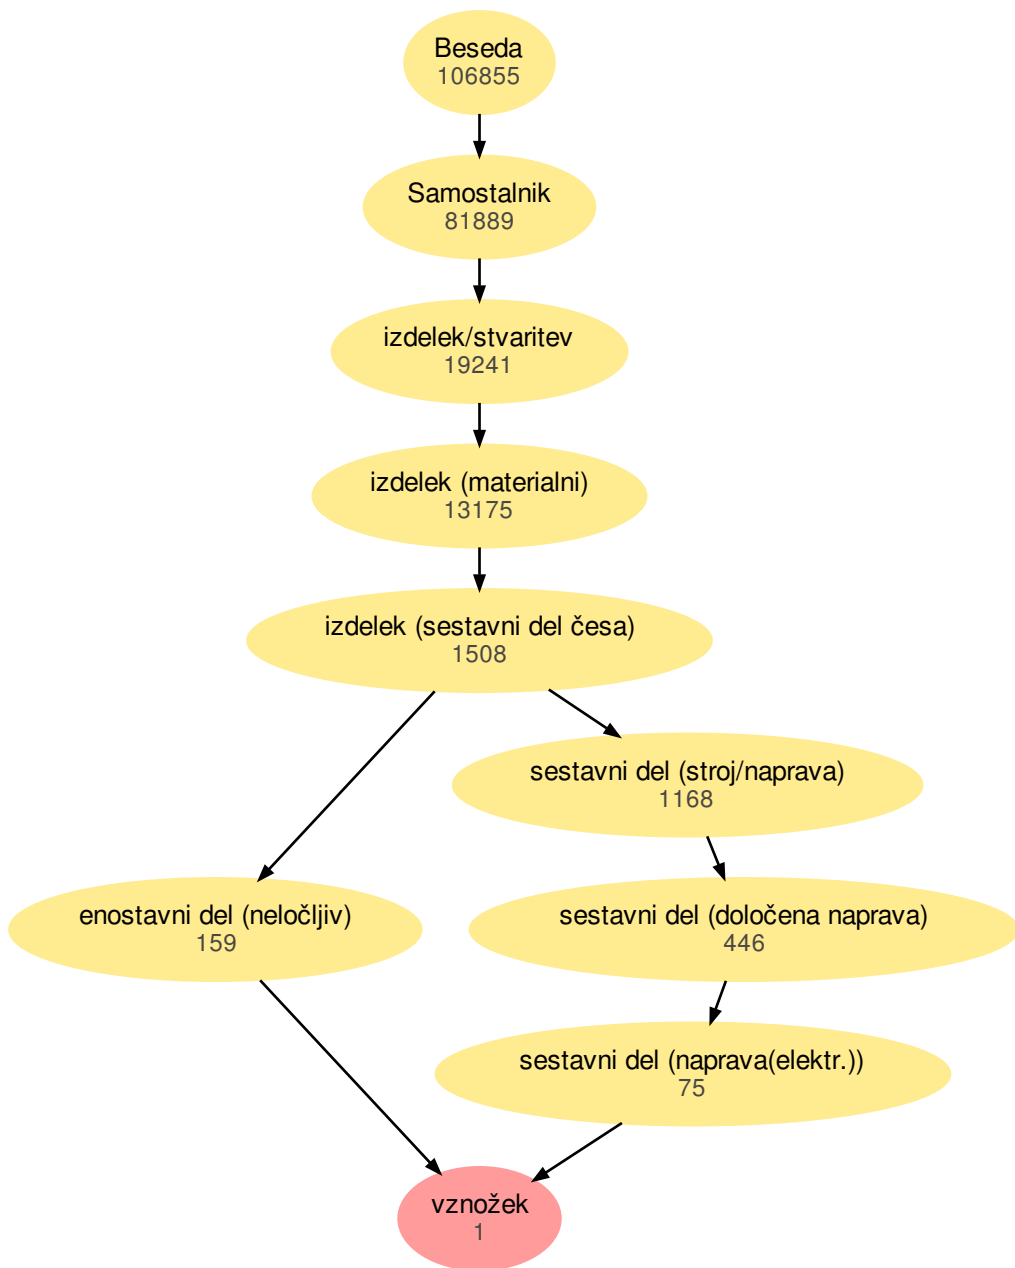 Beseda
106855
Samostalnik
81889
izdelek/stvaritev
19241
izdelek (materialni)
13175
izdelek (sestavni del česa)
1508
sestavni del (stroj/naprava)
1168
enostavni del (neločljiv)
159
sestavni del (določena naprava)
446
sestavni del (naprava(elektr.))
75
vznožek
1